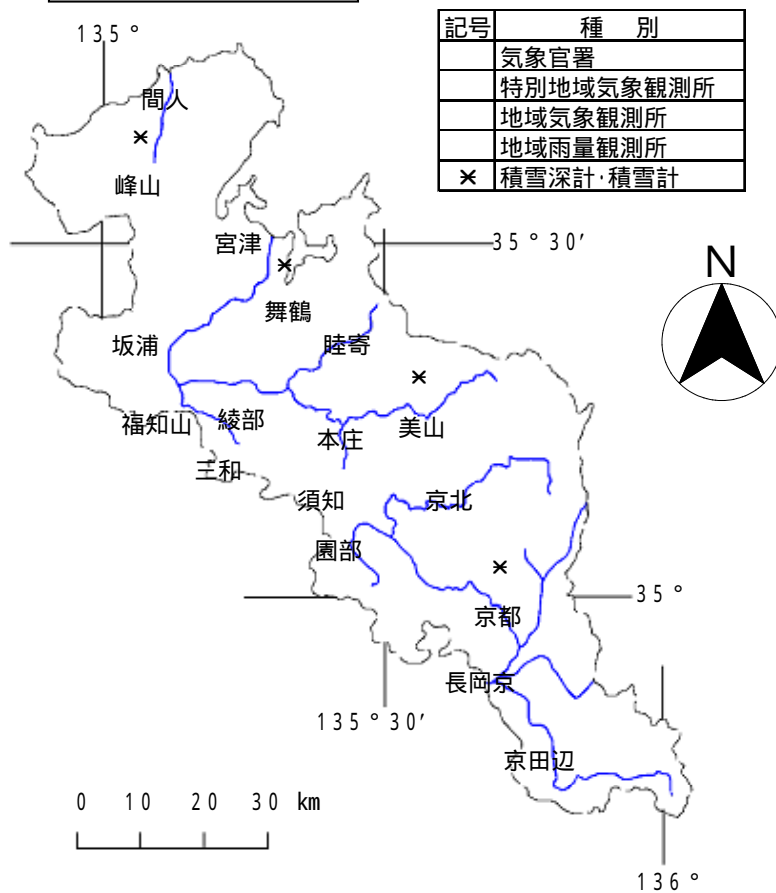 記号 種 別
気象官署
特別地域気象観測所
地域気象観測所
地域雨量観測所
積雪深計・積雪計
135°
間人
峰山
宮津
35°30′
N
舞鶴
坂浦
睦寄
福知山
綾部
本庄
美山
三和
須知
京北
園部
35°
京都
長岡京
135°30′
京田辺
0 10 20 30 km
136°